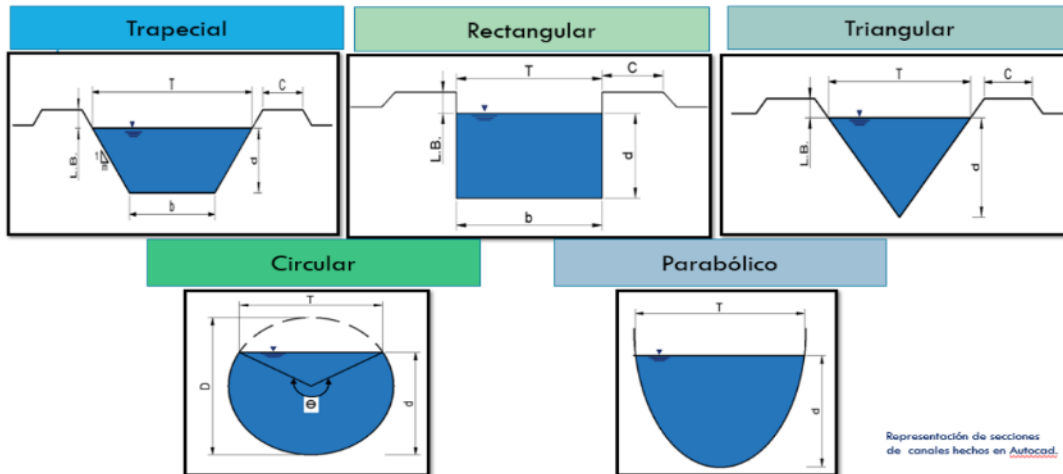 Trapecial
T
C
L.B.
1
m
d
b
Rectangular
T
C
L.B.
d
b
Triangular
T
C
L.B.
d
Circular
T
D
d
Θ
Parabólico
T
d
Representación de secciones
de canales hechos en Autocad.